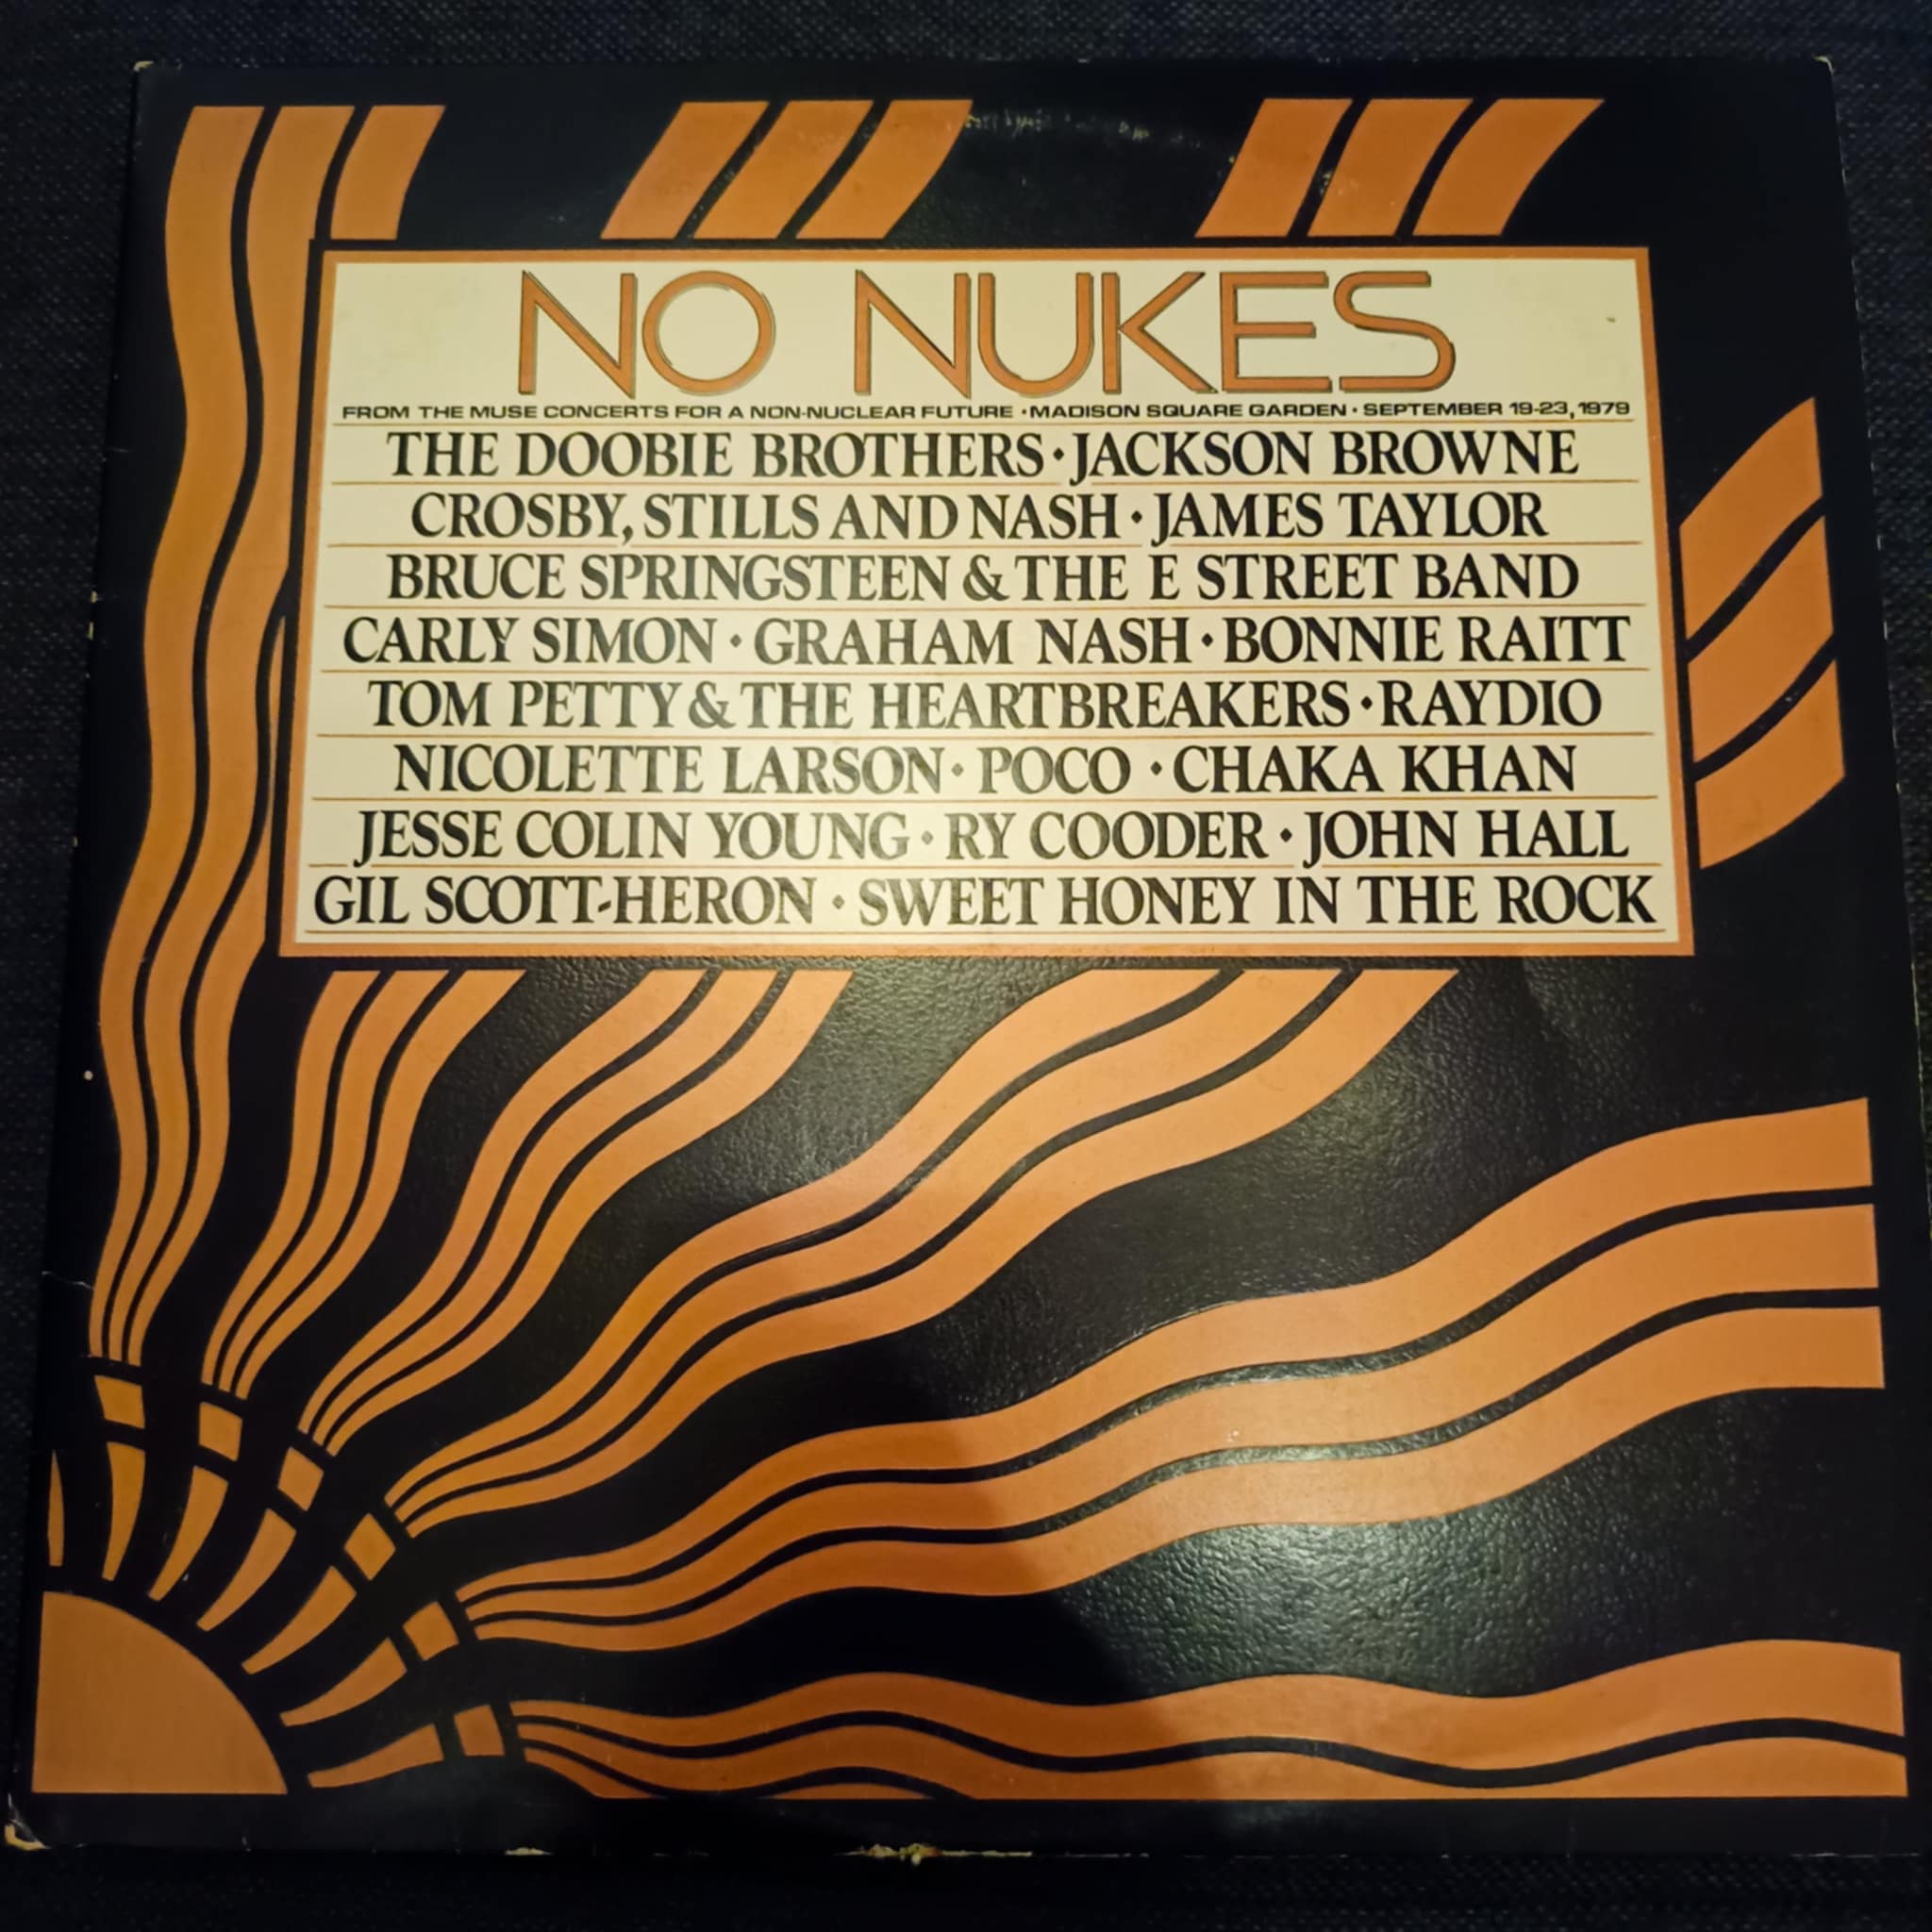 NO NUKES
FROM THE MUSE CONCERTS FOR A NON-NUCLEAR FUTURE • MADISON SQUARE GARDEN • SEPTEMBER 19-23, 1979
THE DOOBIE BROTHERS • JACKSON BROWNE
CROSBY, STILLS AND NASH • JAMES TAYLOR
BRUCE SPRINGSTEEN & THE E STREET BAND
CARLY SIMON • GRAHAM NASH • BONNIE RAITT
TOM PETTY & THE HEARTBREAKERS • RAYDIO
NICOLETTE LARSON • POCO • CHAKA KHAN
JESSE COLIN YOUNG • RY COODER • JOHN HALL
GIL SCOTT-HERON • SWEET HONEY IN THE ROCK